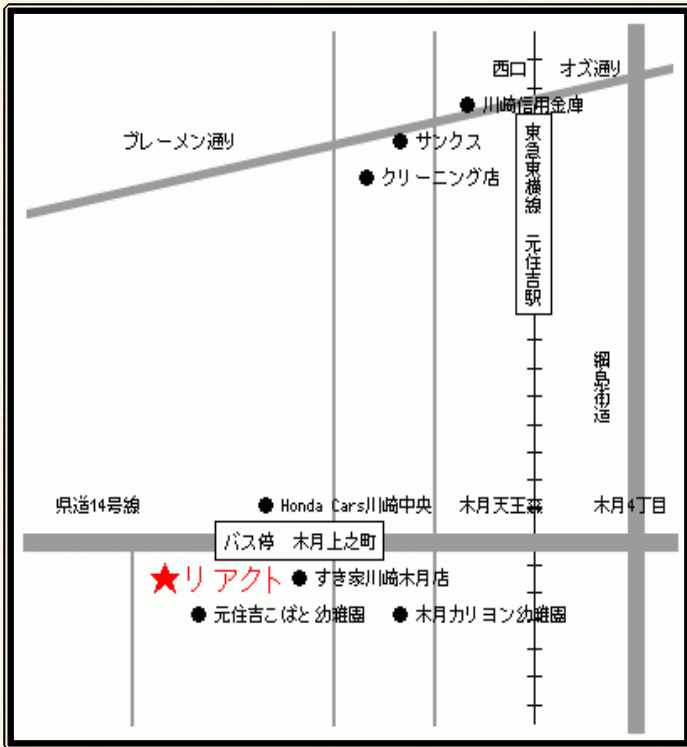 西口 オズ通り
川崎信用金庫
ブレーメン通り
サンクス
クリーニング店
東急東横線 元住吉駅
綱島街道
県道14号線
Honda Cars川崎中央
木月天王森
木月4丁目
バス停 木月上之町
リアクト
すき家川崎木月店
元住吉こばと幼稚園
木月カリヨン幼稚園